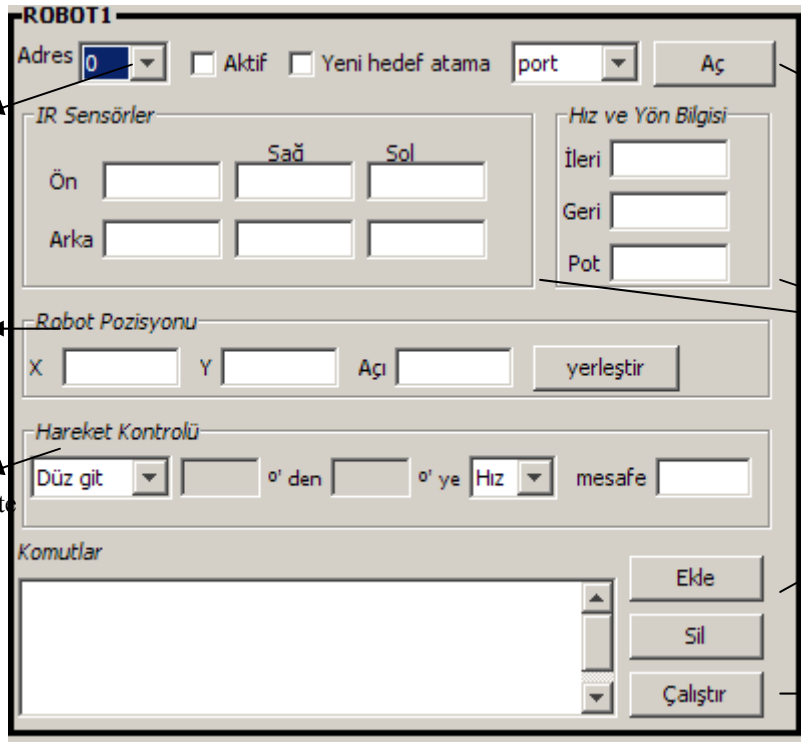 ROBOT1
Adres 0 Aktif Yeni hedef atama port Aç
IR Sensörler
Sağ Sol
Ön
Arka
Hız ve Yön Bilgisi
İleri
Geri
Pot
Robot Pozisyonu
X Y Açı yerleştir
Hareket Kontrolü
Düz git o' den o' ye Hız mesafe
te
Komutlar
Ekle
Sil
Çalıştır